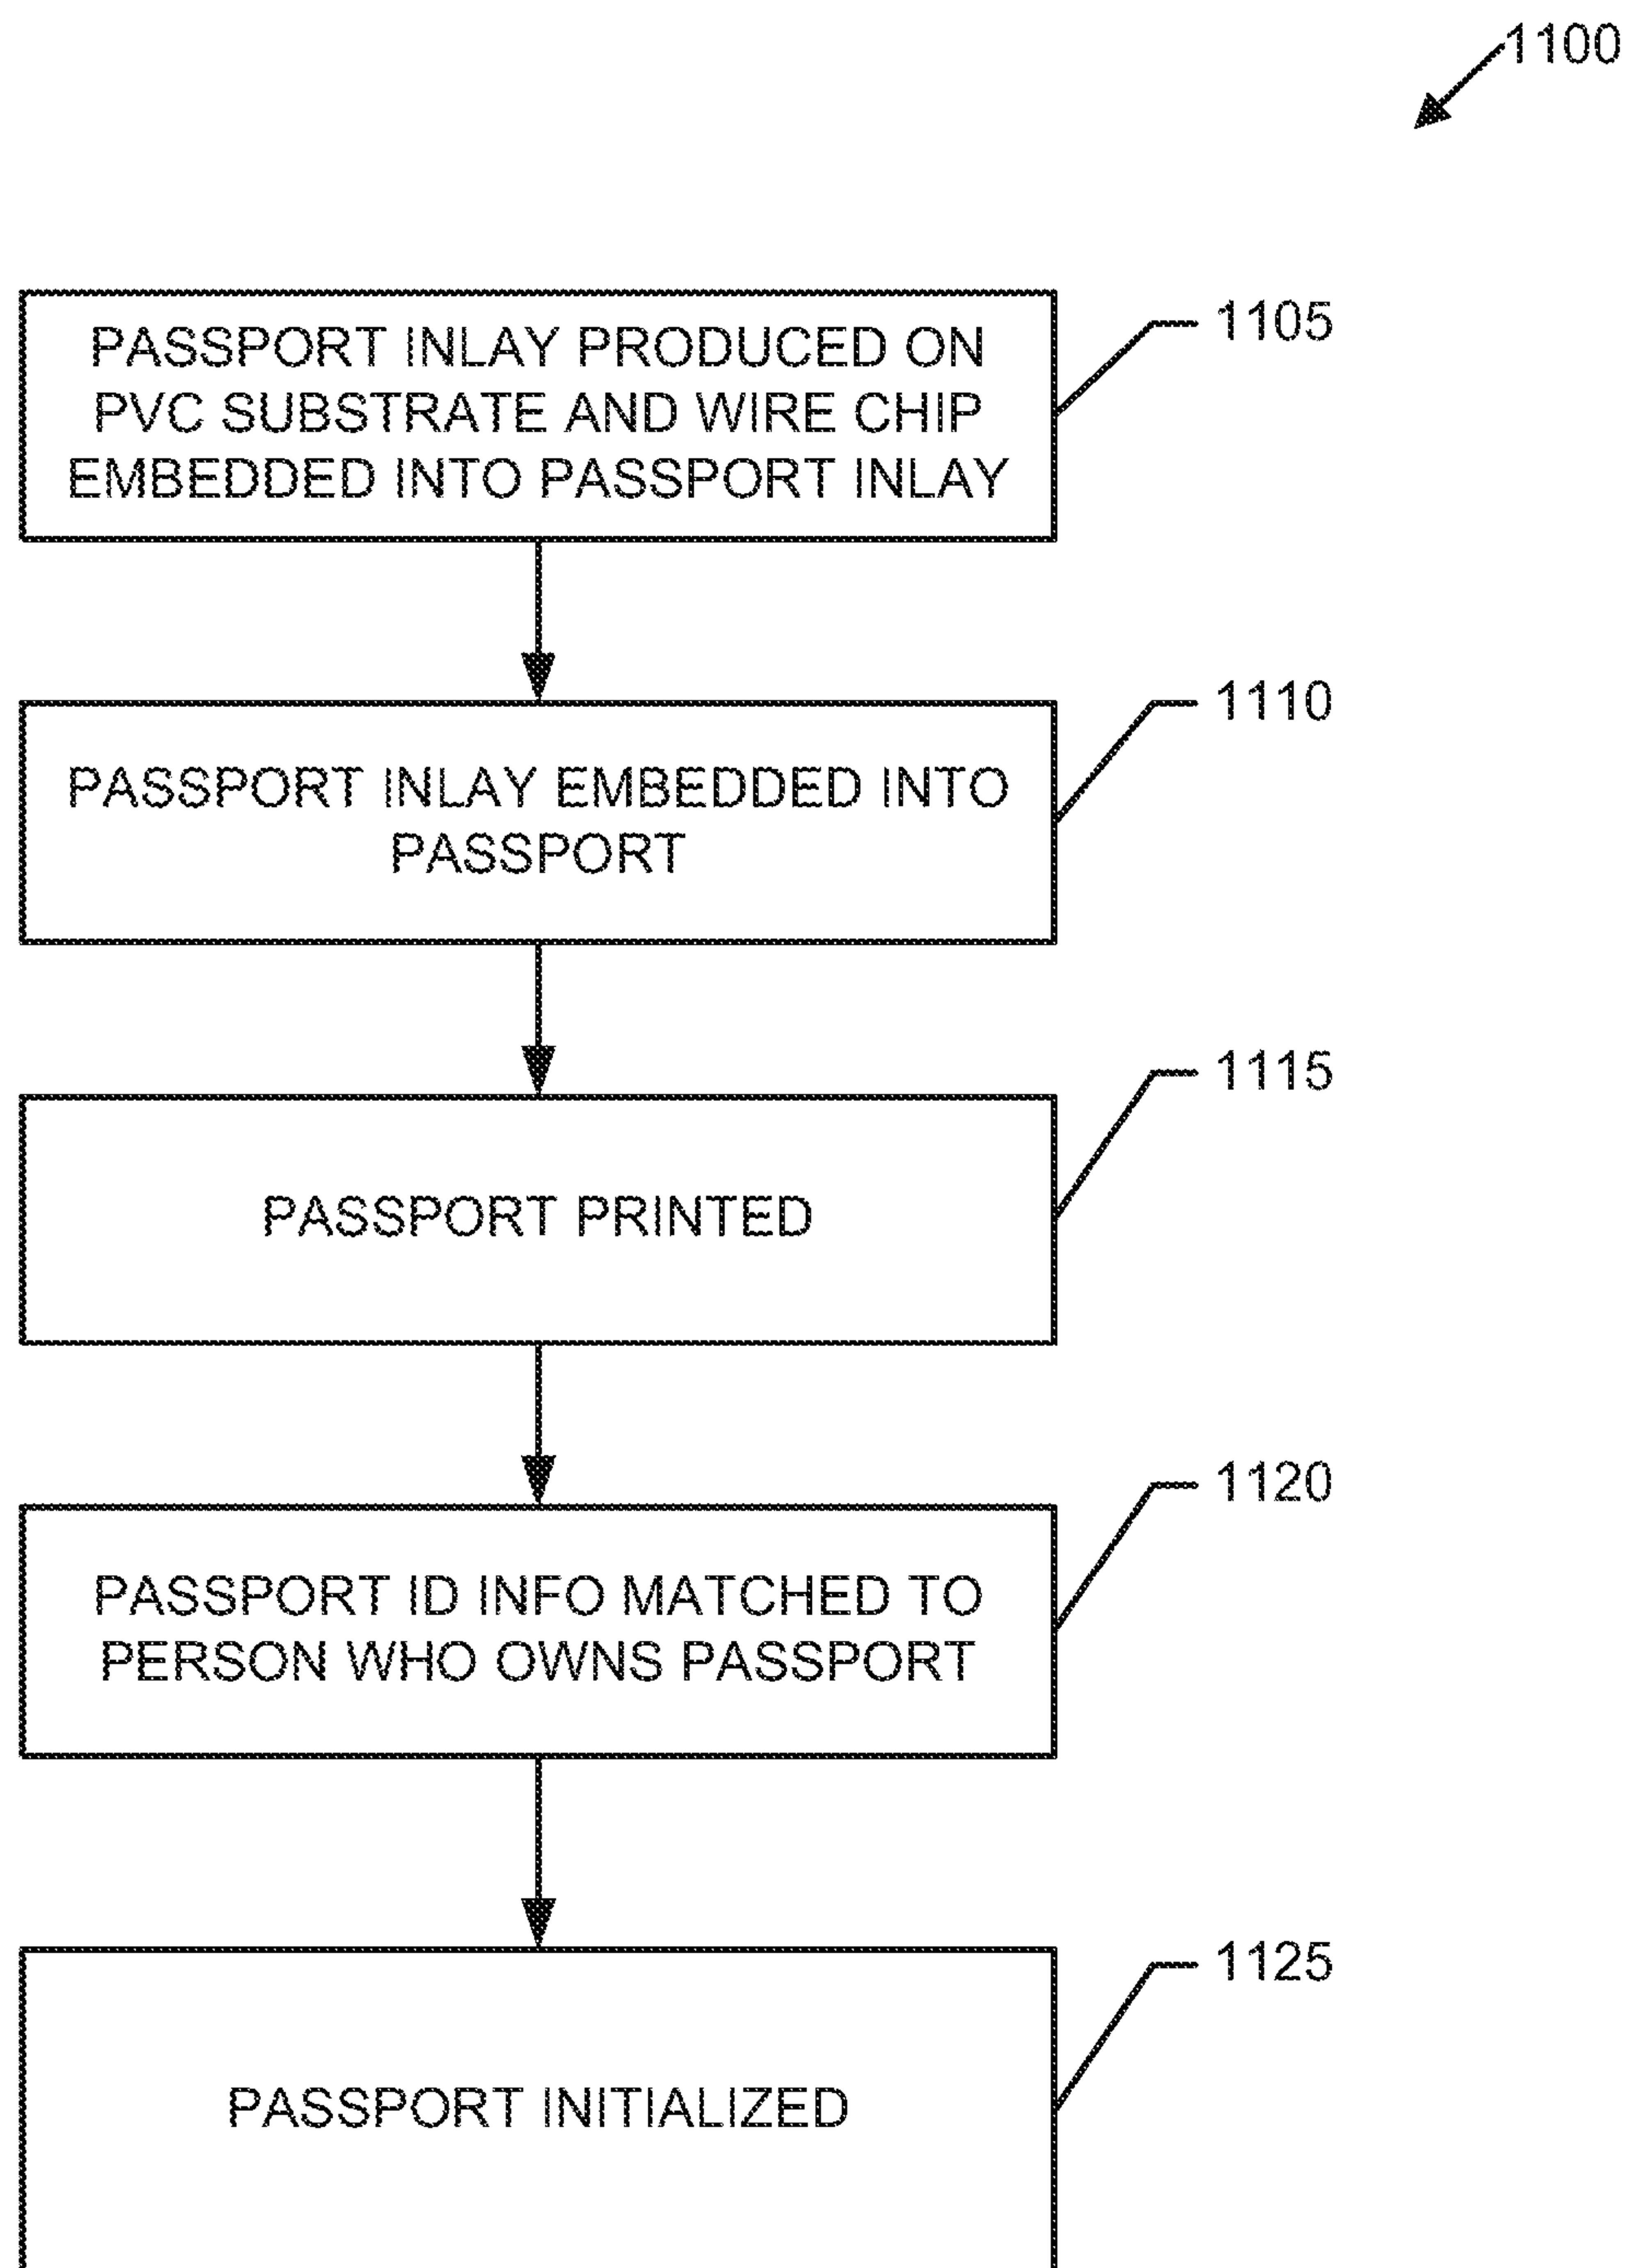 1100
PASSPORT INLAY PRODUCED ON
PVC SUBSTRATE AND WIRE CHIP
EMBEDDED INTO PASSPORT INLAY
1105
PASSPORT INLAY EMBEDDED INTO
PASSPORT
1110
PASSPORT PRINTED
1115
PASSPORT ID INFO MATCHED TO
PERSON WHO OWNS PASSPORT
1120
PASSPORT INITIALIZED
1125